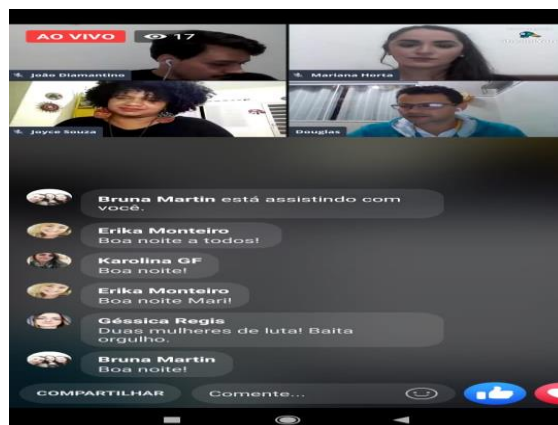 AO VIVO 17
João Diamantino
Mariana Horta
Joyce Souza
Douglas
Bruna Martin está assistindo com
você.
Erika Monteiro
Boa noite a todos!
Karolina GF
Boa noite!
Erika Monteiro
Boa noite Mari!
Géssica Regis
Duas mulheres de luta! Baita
orgulho.
Bruna Martin
Boa noite!
COMPARTILHAR
Comente...